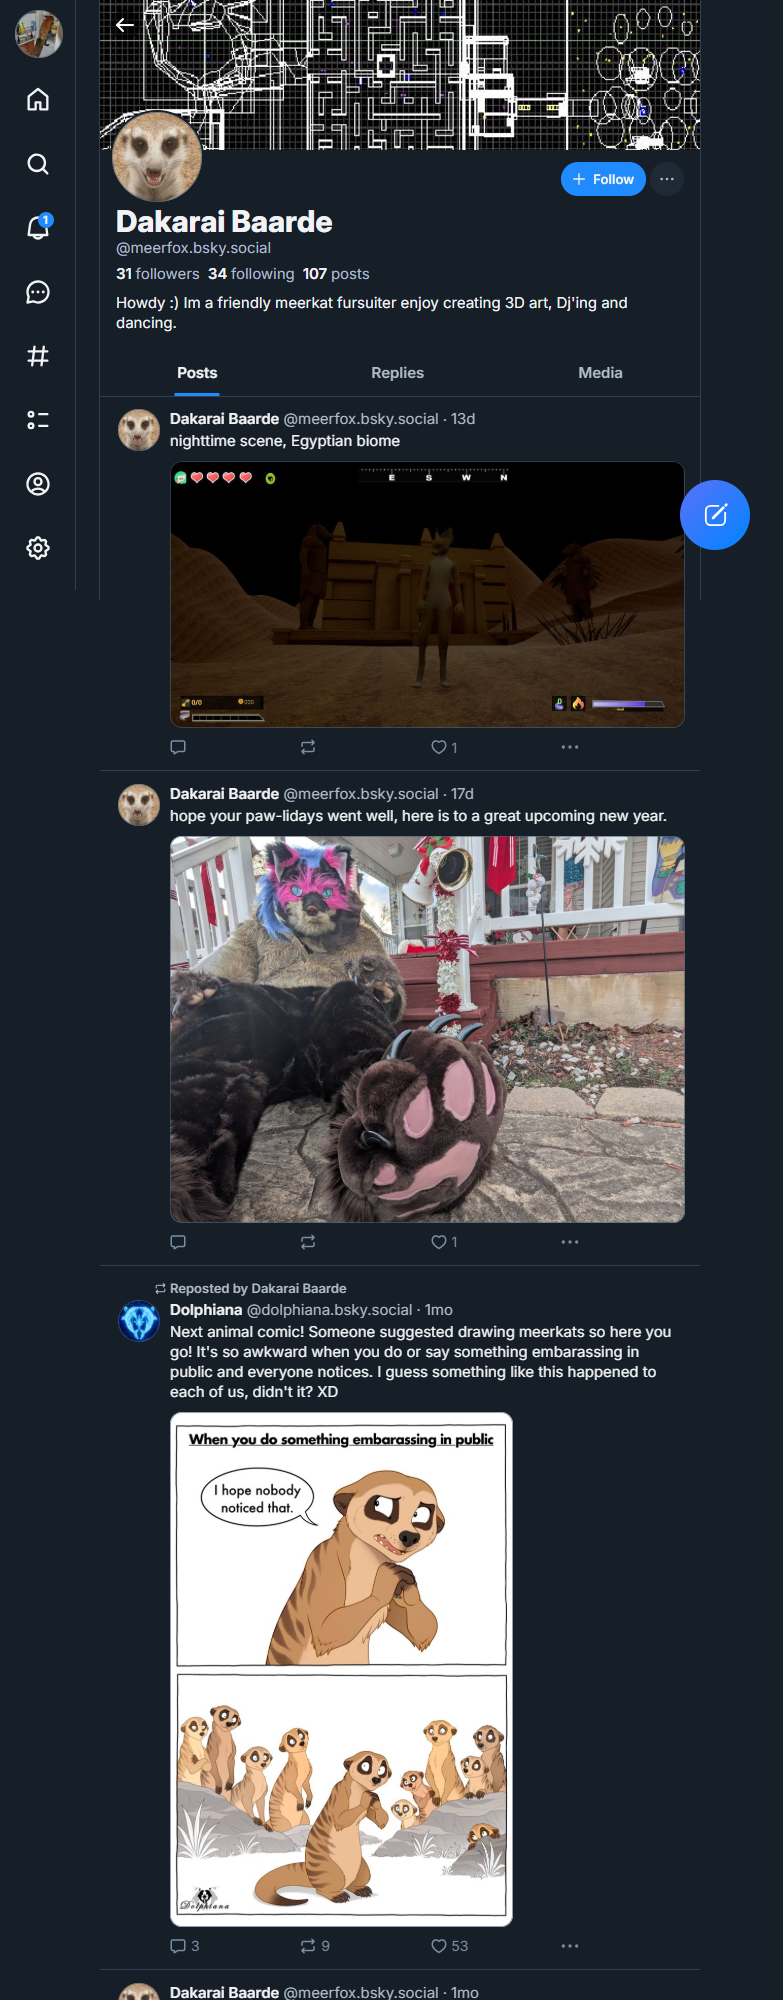 1
+ Follow
Dakarai Baarde
@meerfox.bsky.social
31 followers 34 following 107 posts
Howdy :) Im a friendly meerkat fursuiter enjoy creating 3D art, Dj'ing and
dancing.
Posts Replies Media
Dakarai Baarde @meerfox.bsky.social · 13d
nighttime scene, Egyptian biome
E S W N
0/0
000
1
Dakarai Baarde @meerfox.bsky.social · 17d
hope your paw-lidays went well, here is to a great upcoming new year.
1
Reposted by Dakarai Baarde
Dolphiana @dolphiana.bsky.social · 1mo
Next animal comic! Someone suggested drawing meerkats so here you
go! It's so awkward when you do or say something embarassing in
public and everyone notices. I guess something like this happened to
each of us, didn't it? XD
When you do something embarassing in public
I hope nobody
noticed that.
Dolphiana
3 9 53
Dakarai Baarde @meerfox.bsky.social · 1mo